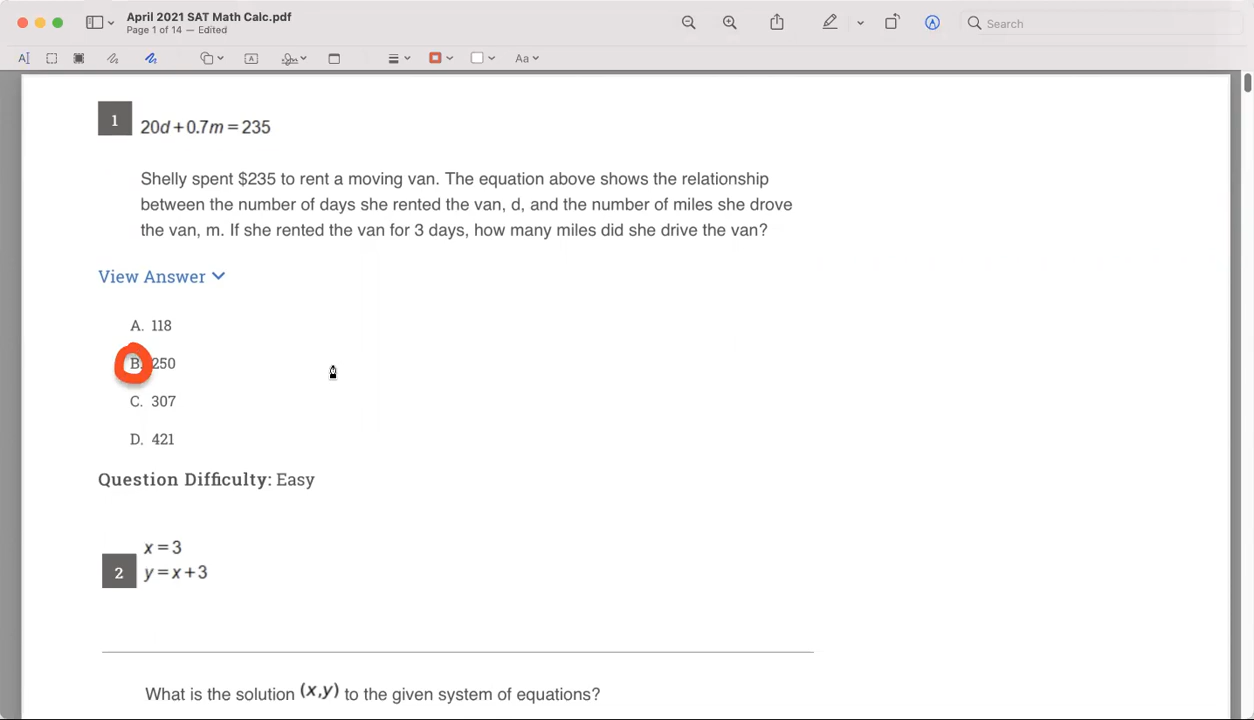 April 2021 SAT Math Calc.pdf
Page 1 of 14 — Edited
Search
A
A
Aa
1
20d + 0.7m = 235
Shelly spent $235 to rent a moving van. The equation above shows the relationship
between the number of days she rented the van, d, and the number of miles she drove
the van, m. If she rented the van for 3 days, how many miles did she drive the van?
View Answer
A. 118
B. 250
C. 307
D. 421
Question Difficulty: Easy
x = 3
2
y = x + 3
What is the solution (x,y) to the given system of equations?